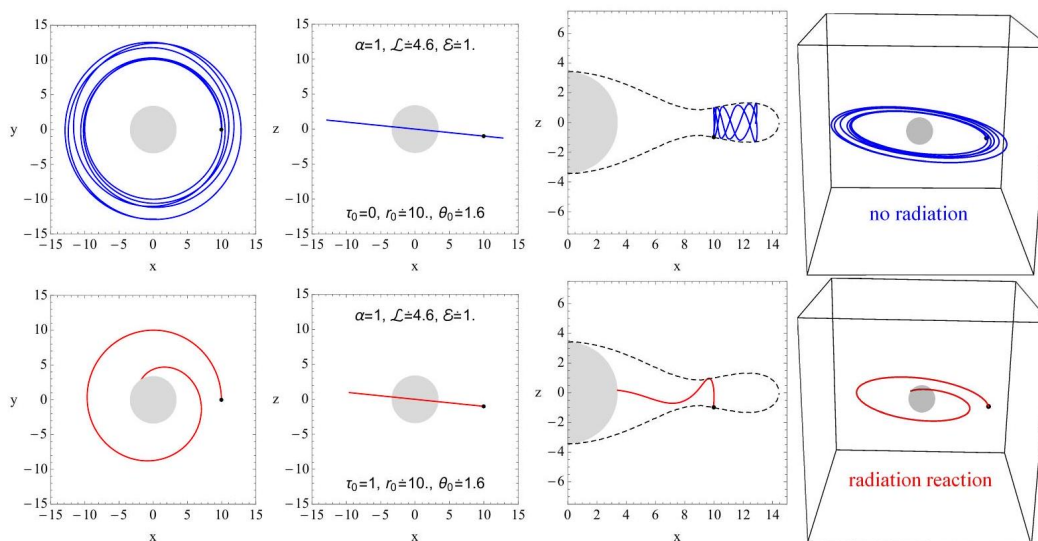 α=1, ℒ≐4.6, ℰ≐1.
τ₀=0, r₀≐10., θ₀≐1.6
15
10
5
0
−5
−10
−15
y
−15 −10 −5 0 5 10 15
x
15
10
5
0
−5
−10
−15
z
−15 −10 −5 0 5 10 15
x
6
4
2
0
−2
−4
−6
z
0 2 4 6 8 10 12 14
x
no radiation
α=1, ℒ≐4.6, ℰ≐1.
τ₀=1, r₀≐10., θ₀≐1.6
15
10
5
0
−5
−10
−15
y
−15 −10 −5 0 5 10 15
x
15
10
5
0
−5
−10
−15
z
−15 −10 −5 0 5 10 15
x
6
4
2
0
−2
−4
−6
z
0 2 4 6 8 10 12 14
x
radiation reaction